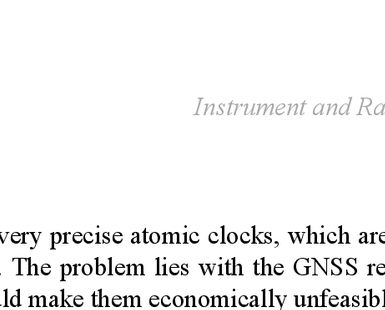 Instrument and Ra
very precise atomic clocks, which are
. The problem lies with the GNSS re
uld make them economically unfeasibl